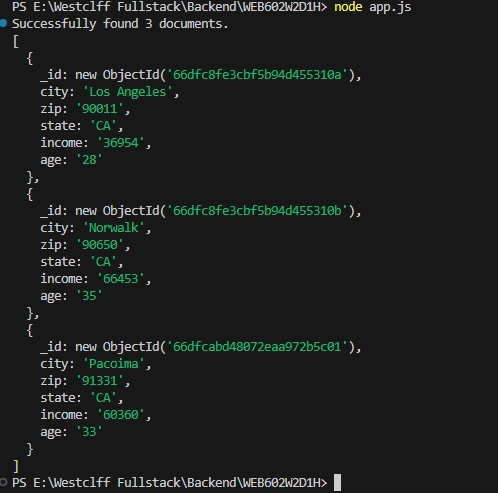 PS E:\Westclff Fullstack\Backend\WEB602W2D1H> node app.js
Successfully found 3 documents.
[
  {
    _id: new ObjectId('66dfc8fe3cbf5b94d455310a'),
    city: 'Los Angeles',
    zip: '90011',
    state: 'CA',
    income: '36954',
    age: '28'
  },
  {
    _id: new ObjectId('66dfc8fe3cbf5b94d455310b'),
    city: 'Norwalk',
    zip: '90650',
    state: 'CA',
    income: '66453',
    age: '35'
  },
  {
    _id: new ObjectId('66dfcabd48072eaa972b5c01'),
    city: 'Pacoima',
    zip: '91331',
    state: 'CA',
    income: '60360',
    age: '33'
  }
]
PS E:\Westclff Fullstack\Backend\WEB602W2D1H>